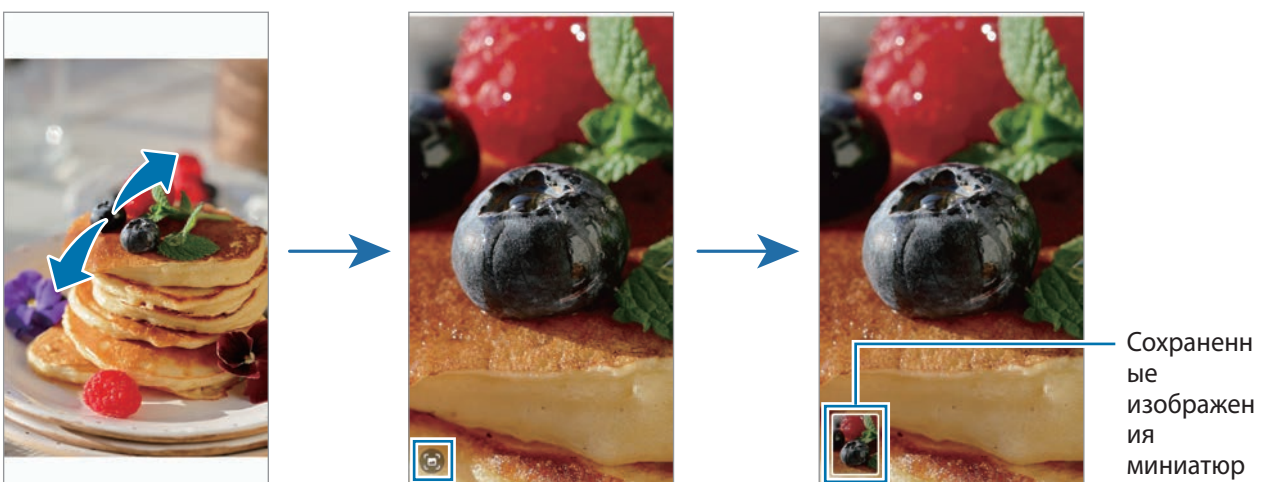 Сохраненн
ые
изображен
ия
миниатюр